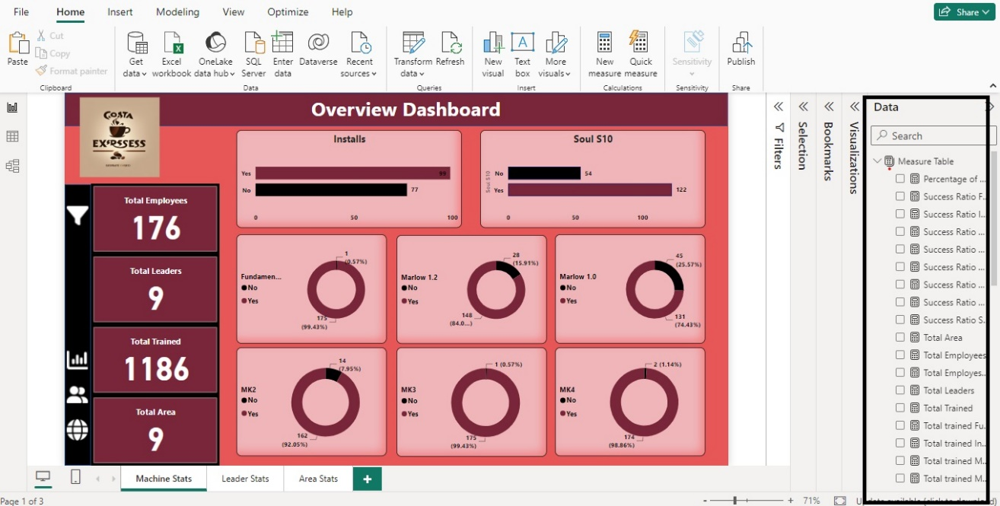 File Home Insert Modeling View Optimize Help Share
Paste
Cut
Copy
Format painter
Clipboard
Get data
Excel workbook
OneLake data hub
SQL Server
Enter data
Dataverse
Recent sources
Data
Transform data
Refresh
Queries
New visual
Text box
More visuals
Insert
New measure
Quick measure
Calculations
Sensitivity
Sensitivity
Publish
Share
COSTA
EXPRSESS
Overview Dashboard
Total Employees
176
Total Leaders
9
Total Trained
1186
Total Area
9
Installs
Yes 99
No 77
0 50 100
Soul S10
Soul S10
No 54
Yes 122
0 50 100
Fundamen...
No
Yes
1
(0.57%)
175
(99.43%)
Marlow 1.2
No
Yes
28
(15.91%)
148
(84.0...)
Marlow 1.0
No
Yes
45
(25.57%)
131
(74.43%)
MK2
No
Yes
14
(7.95%)
162
(92.05%)
MK3
No
Yes
1 (0.57%)
175
(99.43%)
MK4
No
Yes
2 (1.14%)
174
(98.86%)
Filters
Selection
Bookmarks
Visualizations
Data
Search
Measure Table
Percentage of ...
Success Ratio F...
Success Ratio I...
Success Ratio ...
Success Ratio ...
Success Ratio ...
Success Ratio ...
Success Ratio ...
Success Ratio S...
Total Area
Total Employees
Total Employes...
Total Leaders
Total Trained
Total trained Fu...
Total trained In...
Total trained M...
Total trained M...
Machine Stats Leader Stats Area Stats +
Page 1 of 3
- + 71% Update available (click to download)